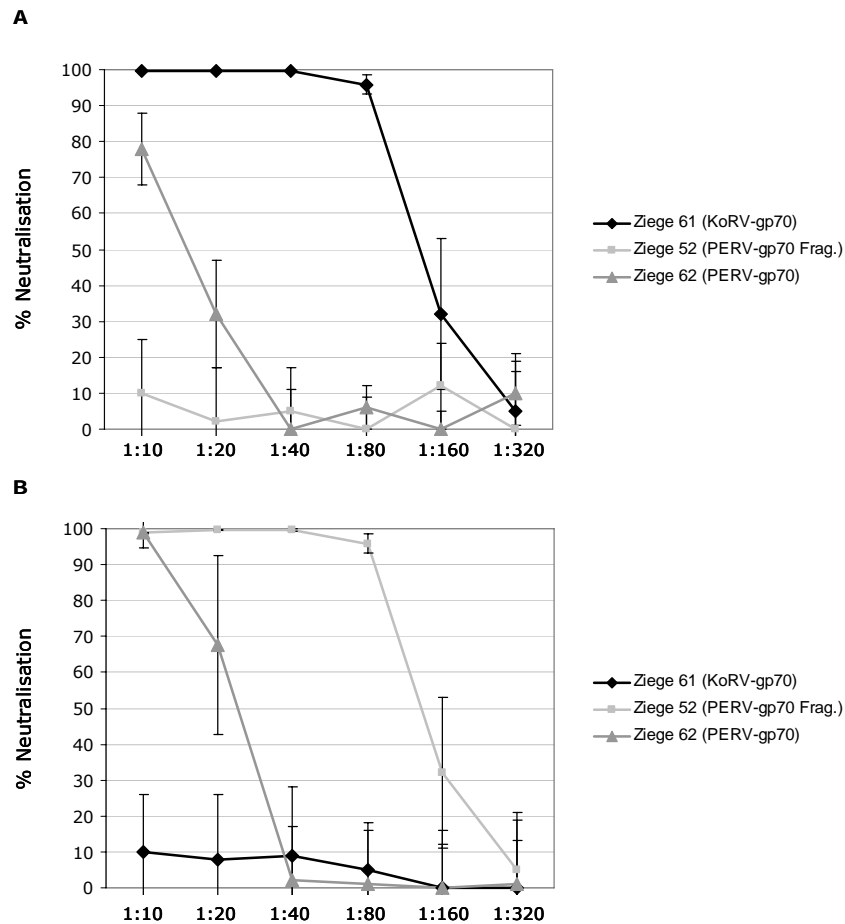 A
% Neutralisation
100
90
80
70
60
50
40
30
20
10
0
1:10 1:20 1:40 1:80 1:160 1:320
Ziege 61 (KoRV-gp70)
Ziege 52 (PERV-gp70 Frag.)
Ziege 62 (PERV-gp70)
B
% Neutralisation
100
90
80
70
60
50
40
30
20
10
0
1:10 1:20 1:40 1:80 1:160 1:320
Ziege 61 (KoRV-gp70)
Ziege 52 (PERV-gp70 Frag.)
Ziege 62 (PERV-gp70)